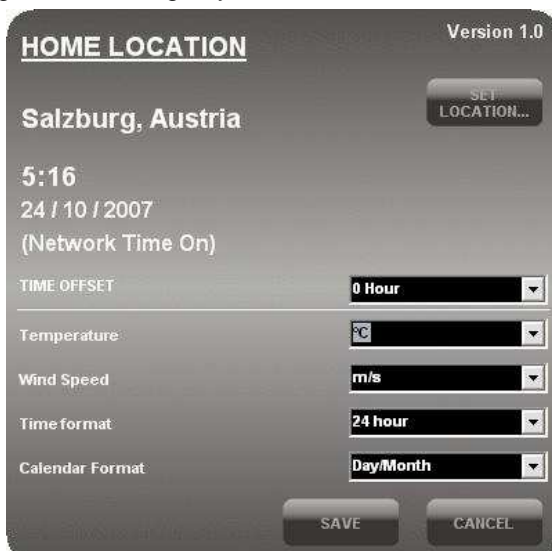 Version 1.0
HOME LOCATION
SET
LOCATION...
Salzburg, Austria
5:16
24 / 10 / 2007
(Network Time On)
TIME OFFSET 0 Hour
Temperature °C
Wind Speed m/s
Time format 24 hour
Calendar Format Day/Month
SAVE CANCEL